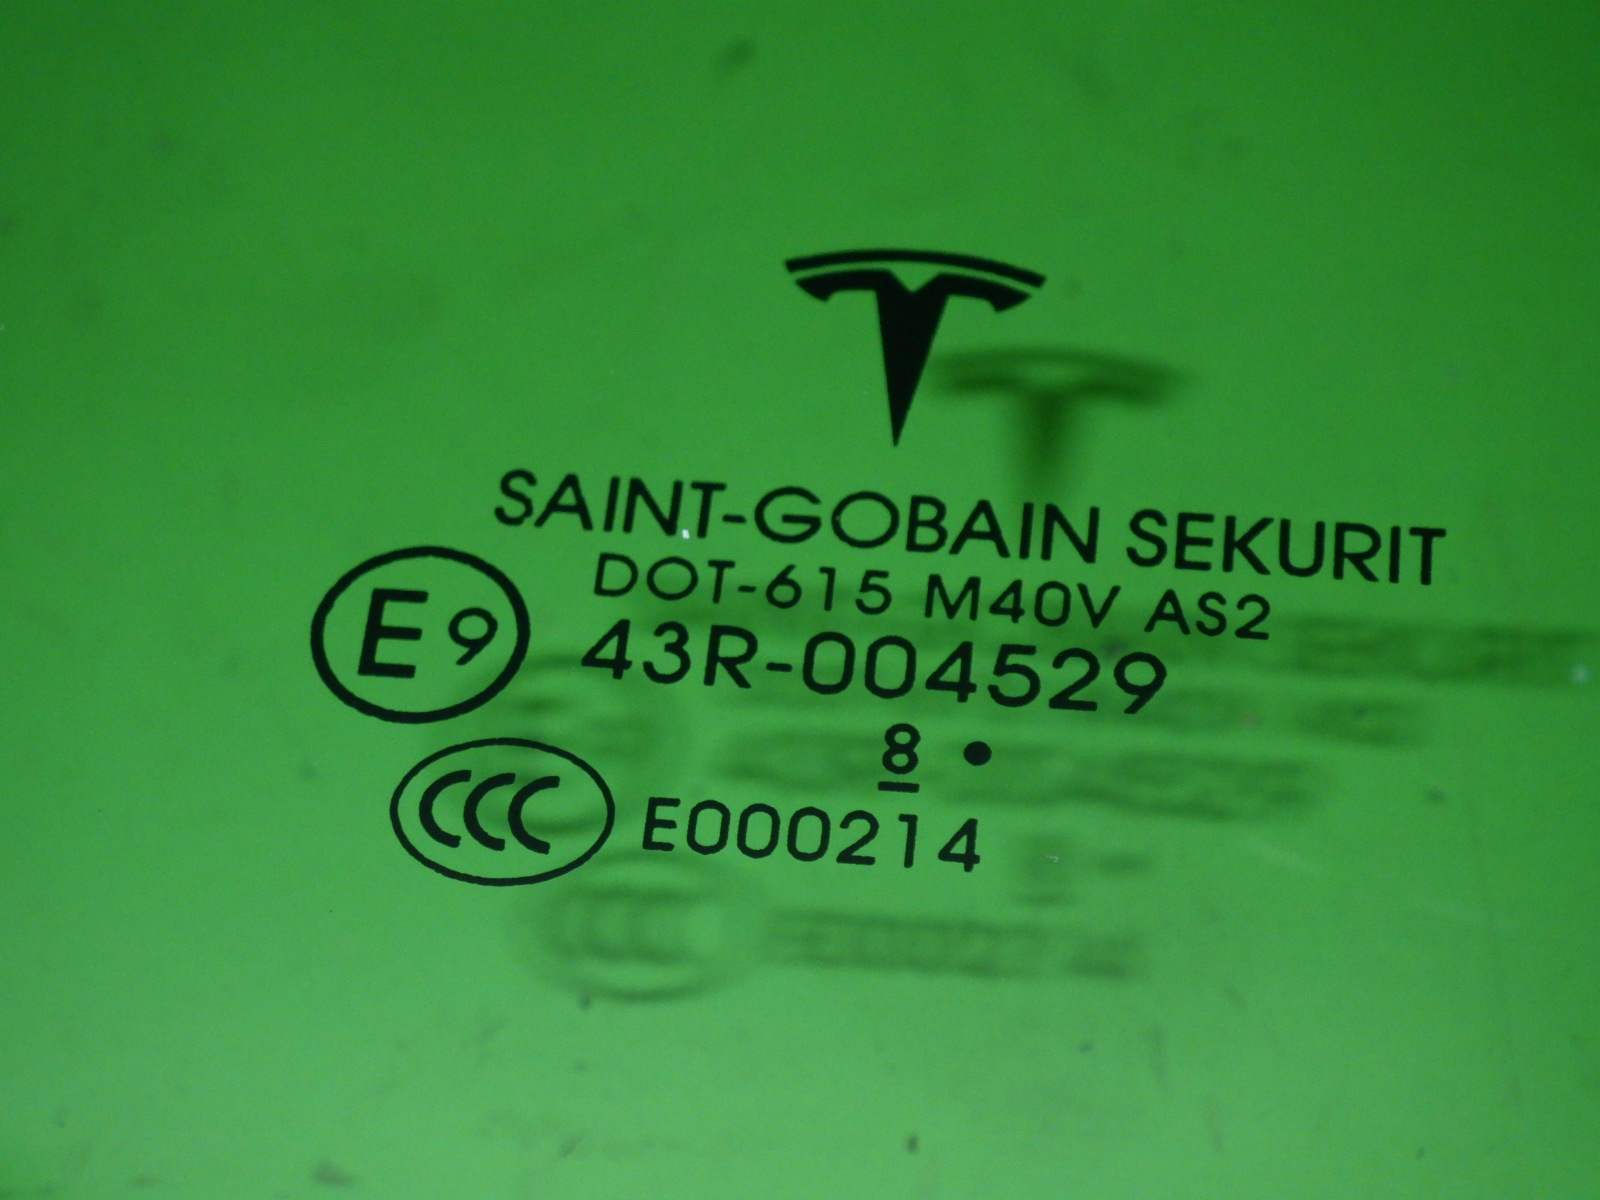 SAINT-GOBAIN SEKURIT
DOT-615 M40V AS2
E9 43R-004529
8 •
CCC E000214